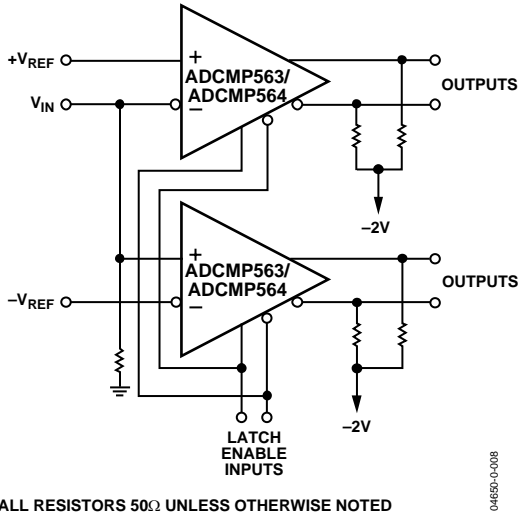 +VREF
+
ADCMP563/
ADCMP564
−
VIN
OUTPUTS
−2V
+
ADCMP563/
ADCMP564
−
−VREF
OUTPUTS
−2V
LATCH
ENABLE
INPUTS
ALL RESISTORS 50Ω UNLESS OTHERWISE NOTED
04650-0-008